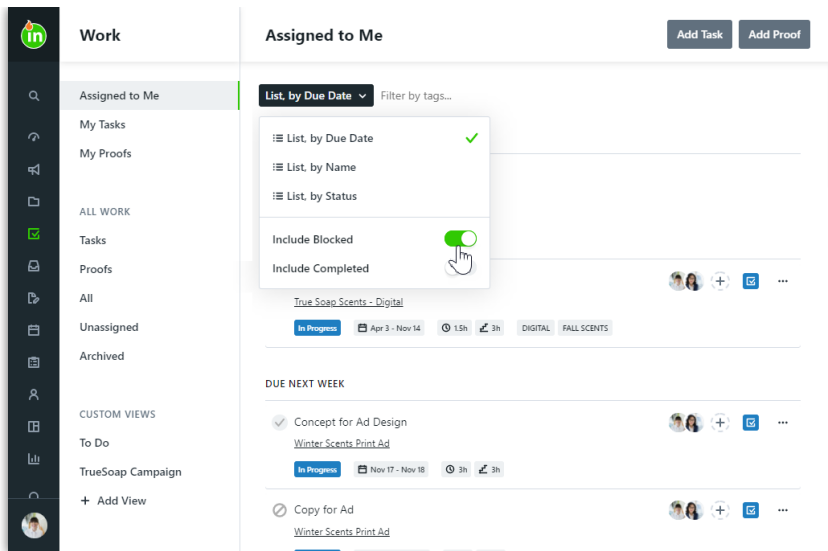 in
Work
Assigned to Me
Add Task
Add Proof
Assigned to Me
My Tasks
My Proofs
ALL WORK
Tasks
Proofs
All
Unassigned
Archived
CUSTOM VIEWS
To Do
TrueSoap Campaign
+ Add View
List, by Due Date
Filter by tags...
List, by Due Date
List, by Name
List, by Status
Include Blocked
Include Completed
True Soap Scents - Digital
In Progress Apr 3 - Nov 14 1.5h 3h DIGITAL FALL SCENTS
DUE NEXT WEEK
Concept for Ad Design
Winter Scents Print Ad
In Progress Nov 17 - Nov 18 3h 3h
Copy for Ad
Winter Scents Print Ad